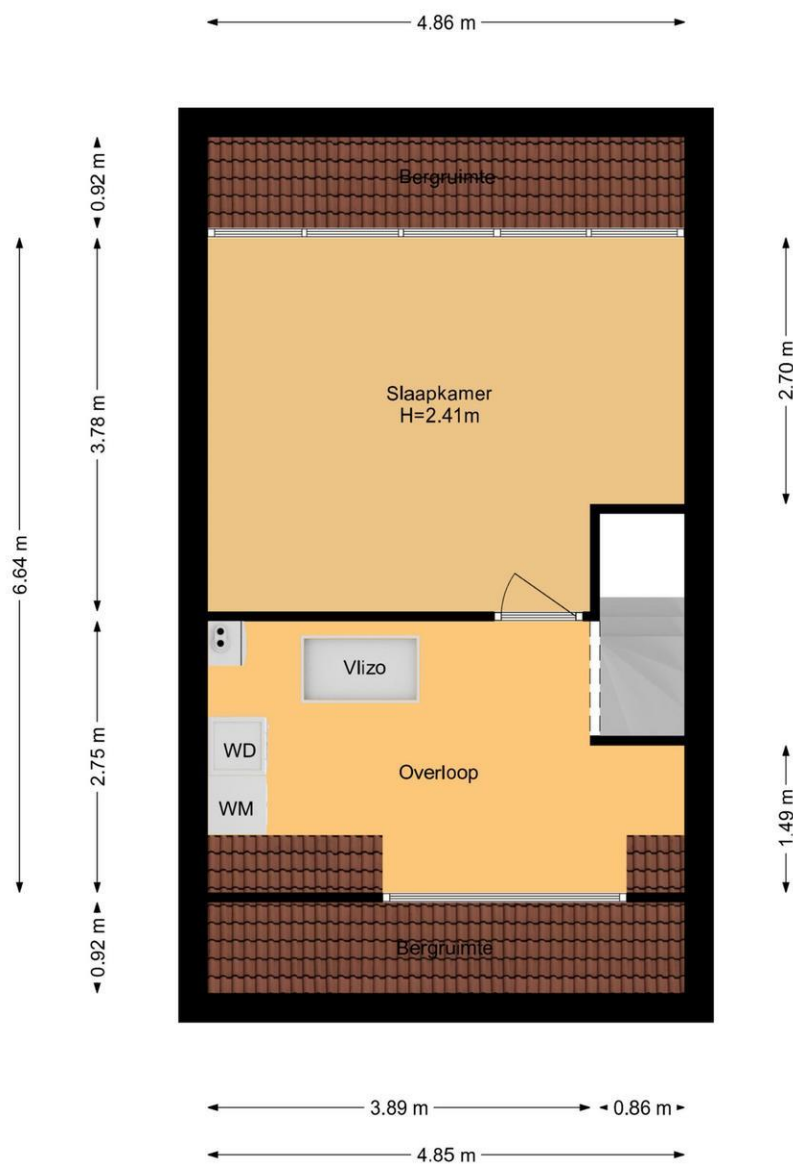 4.86 m
0.92 m
Bergruimte
3.78 m
2.70 m
6.64 m
Slaapkamer
H=2.41m
Vlizo
2.75 m
WD
Overloop
WM
1.49 m
0.92 m
Bergruimte
3.89 m
0.86 m
4.85 m